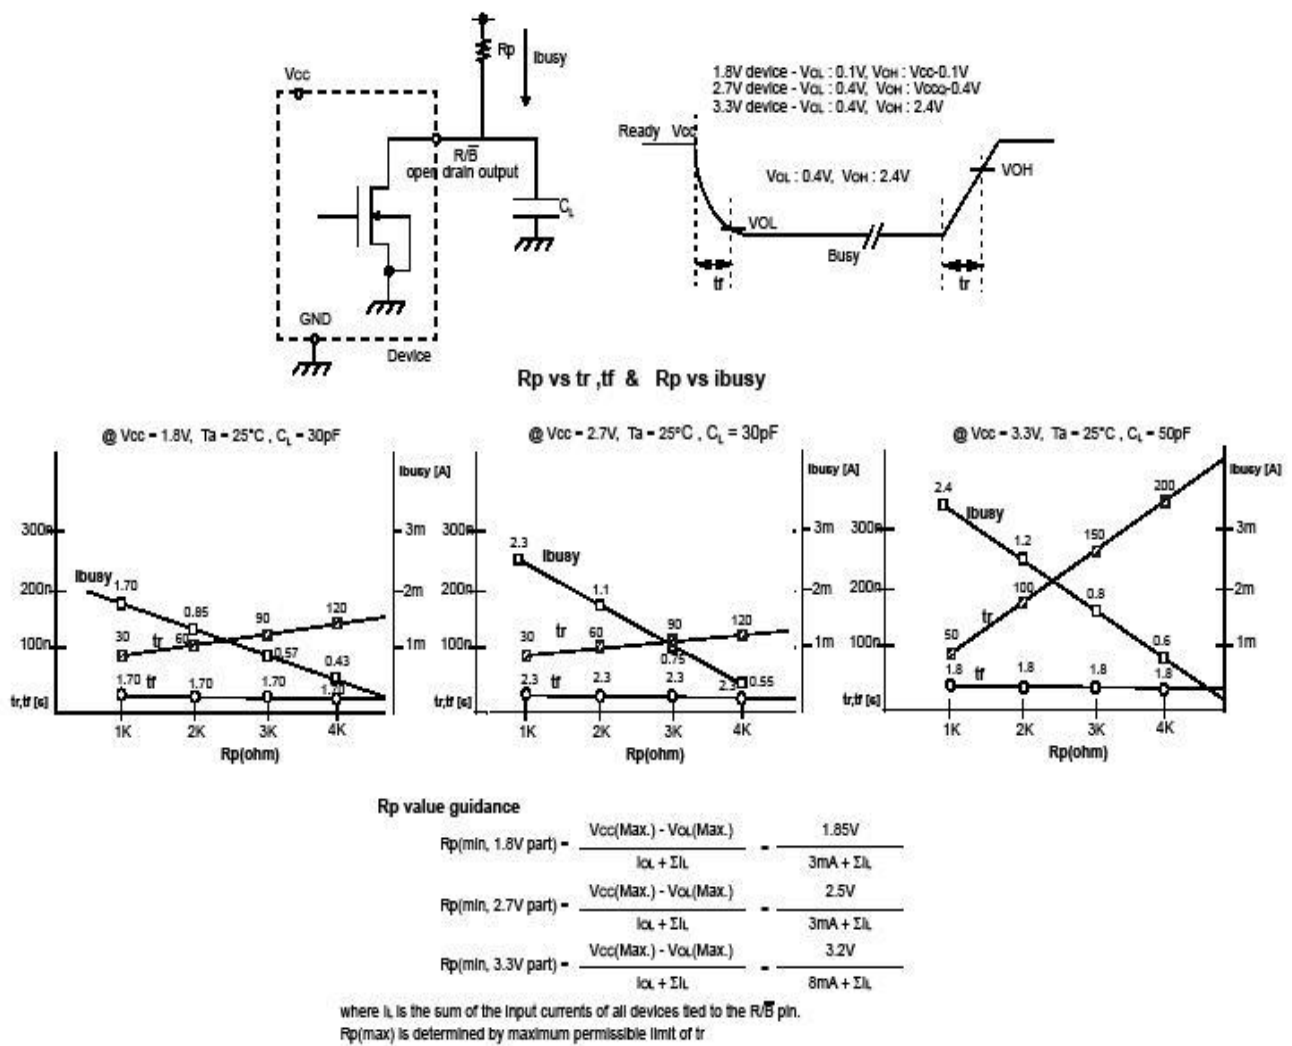 Rp
Ibusy
Vcc
R/B̅
open drain output
CL
GND
Device
1.8V device - VOL : 0.1V, VOH : Vcc-0.1V
2.7V device - VOL : 0.4V, VOH : VccQ-0.4V
3.3V device - VOL : 0.4V, VOH : 2.4V
Ready Vcc
VOL : 0.4V, VOH : 2.4V
VOH
VOL
Busy
tf
tr
Rp vs tr ,tf & Rp vs ibusy
@ Vcc = 1.8V, Ta = 25°C , CL = 30pF
Ibusy [A]
300n
3m
Ibusy
1.70
200n
2m
0.85
120
90
30
tr
60
100n
1m
0.57
0.43
1.70
tf
1.70
1.70
1.70
tr,tf [s]
1K
2K
3K
4K
Rp(ohm)
@ Vcc = 2.7V, Ta = 25°C , CL = 30pF
Ibusy [A]
300n
3m
2.3
Ibusy
200n
2m
1.1
30
tr
60
90
120
100n
1m
0.75
2.3
tf
2.3
2.3
2.3
0.55
tr,tf [s]
1K
2K
3K
4K
Rp(ohm)
@ Vcc = 3.3V, Ta = 25°C , CL = 50pF
Ibusy [A]
2.4
200
Ibusy
300n
3m
1.2
150
200n
2m
100
0.8
tr
50
100n
1m
0.6
1.8
tf
1.8
1.8
1.8
tr,tf [s]
1K
2K
3K
4K
Rp(ohm)
Rp value guidance
Rp(min, 1.8V part) = Vcc(Max.) - VOL(Max.) = 1.85V
IOL + ΣIL 3mA + ΣIL
Rp(min, 2.7V part) = Vcc(Max.) - VOL(Max.) = 2.5V
IOL + ΣIL 3mA + ΣIL
Rp(min, 3.3V part) = Vcc(Max.) - VOL(Max.) = 3.2V
IOL + ΣIL 8mA + ΣIL
where IL is the sum of the input currents of all devices tied to the R/B̅ pin.
Rp(max) is determined by maximum permissible limit of tr